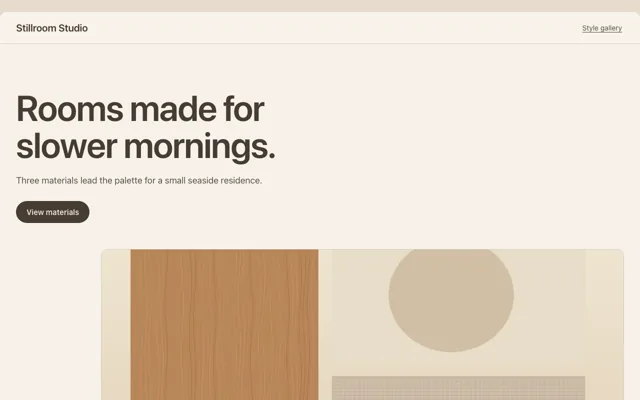 Stillroom Studio
Style gallery
Rooms made for
slower mornings.
Three materials lead the palette for a small seaside residence.
View materials